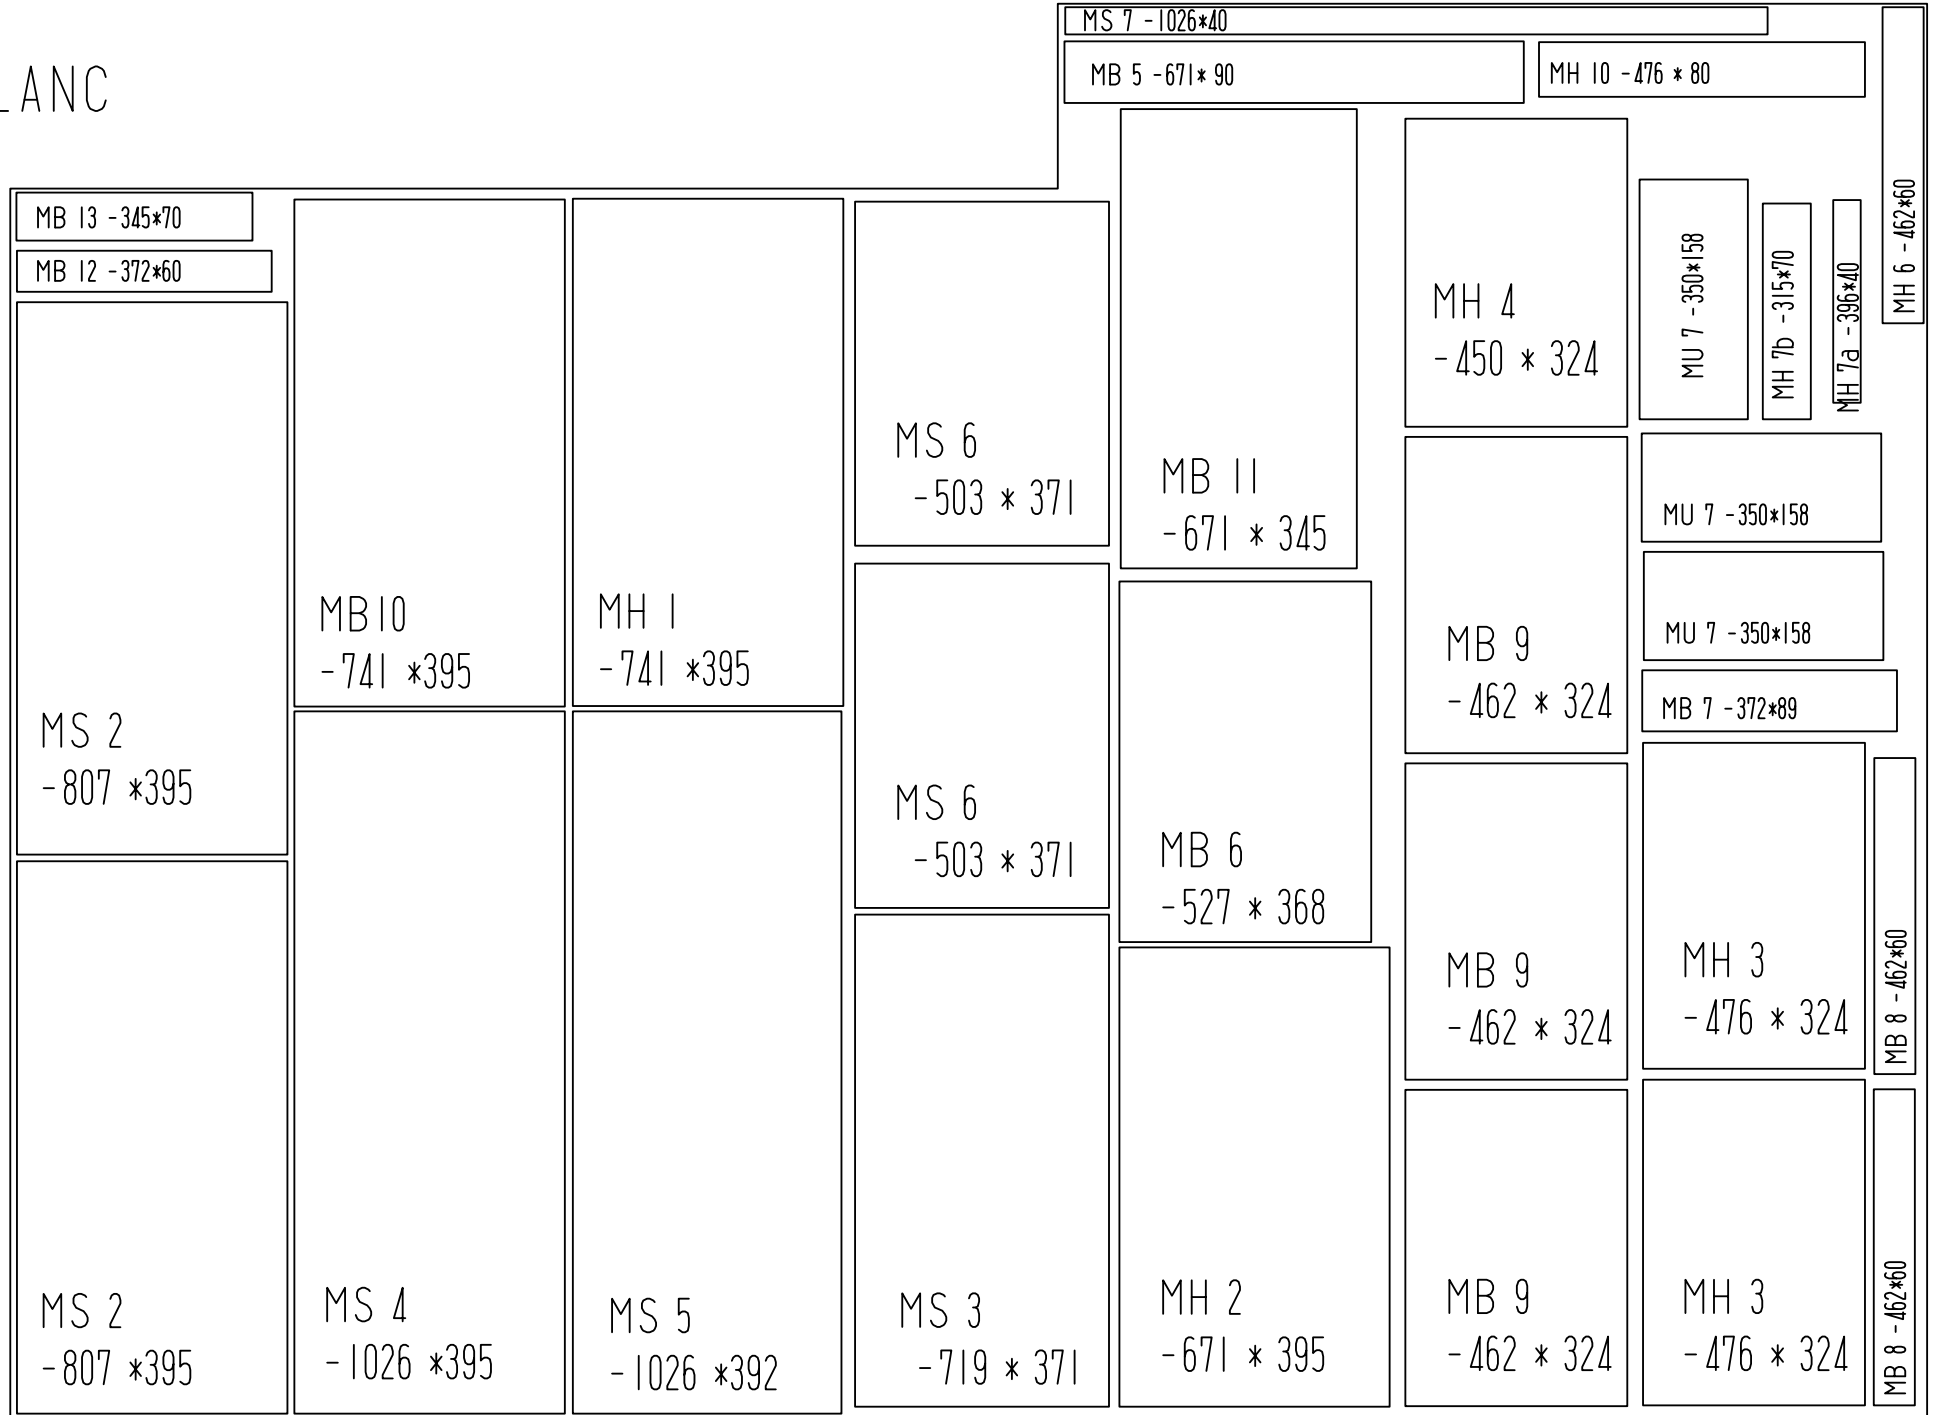 LANC
MS 7 -1026*40
MB 5 -671* 90
MH 10 -476 * 80
MH 6 -462*60
MB 13 -345*70
MB 12 -372*60
MS 2
-807 *395
MS 2
-807 *395
MB10
-741 *395
MS 4
-1026 *395
MH 1
-741 *395
MS 5
-1026 *392
MS 6
-503 * 371
MS 6
-503 * 371
MS 3
-719 * 371
MB 11
-671 * 345
MB 6
-527 * 368
MH 2
-671 * 395
MH 4
-450 * 324
MB 9
-462 * 324
MB 9
-462 * 324
MB 9
-462 * 324
MU 7 -350*158
MH 7b -315*70
MH 7a -396*40
MU 7 -350*158
MU 7 -350*158
MB 7 -372*89
MH 3
-476 * 324
MB 8 -462*60
MH 3
-476 * 324
MB 8 -462*60